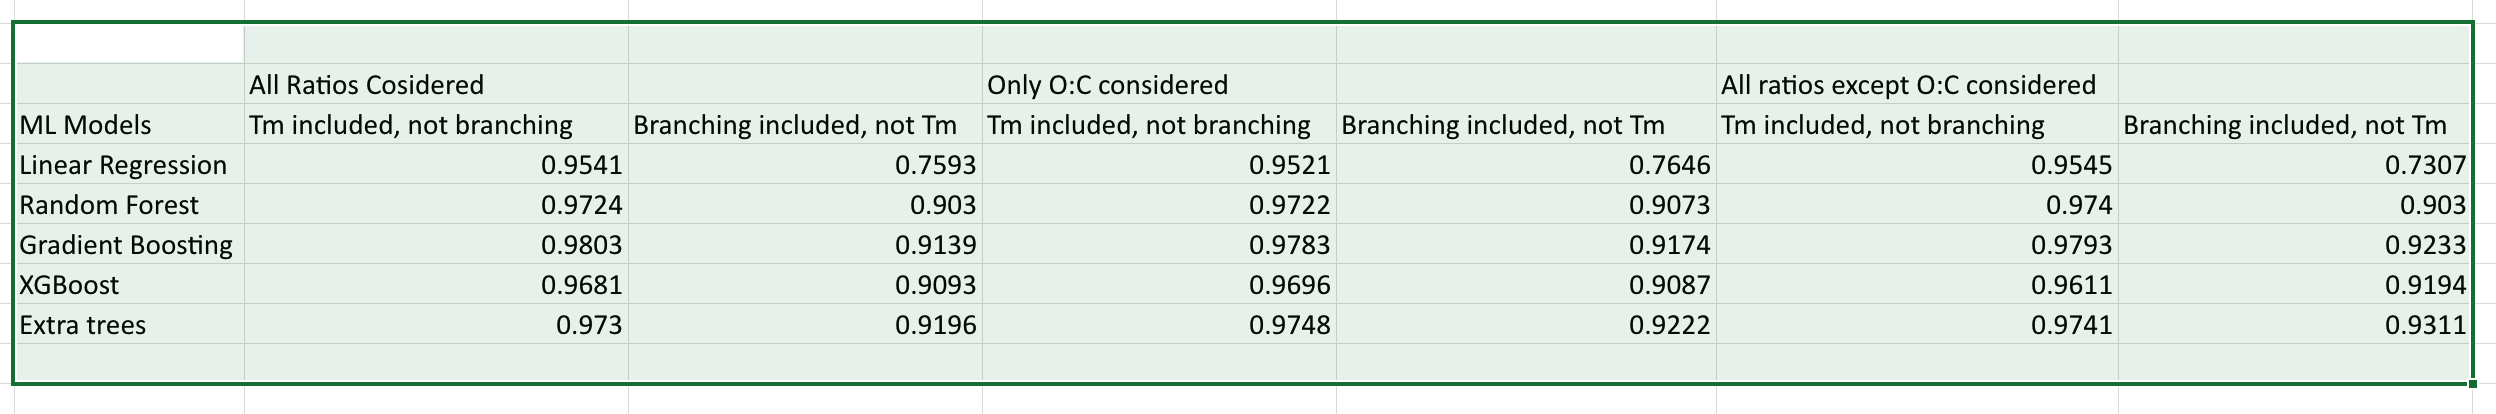 All Ratios Cosidered Only O:C considered All ratios except O:C considered
ML Models Tm included, not branching Branching included, not Tm Tm included, not branching Branching included, not Tm Tm included, not branching Branching included, not Tm
Linear Regression 0.9541 0.7593 0.9521 0.7646 0.9545 0.7307
Random Forest 0.9724 0.903 0.9722 0.9073 0.974 0.903
Gradient Boosting 0.9803 0.9139 0.9783 0.9174 0.9793 0.9233
XGBoost 0.9681 0.9093 0.9696 0.9087 0.9611 0.9194
Extra trees 0.973 0.9196 0.9748 0.9222 0.9741 0.9311